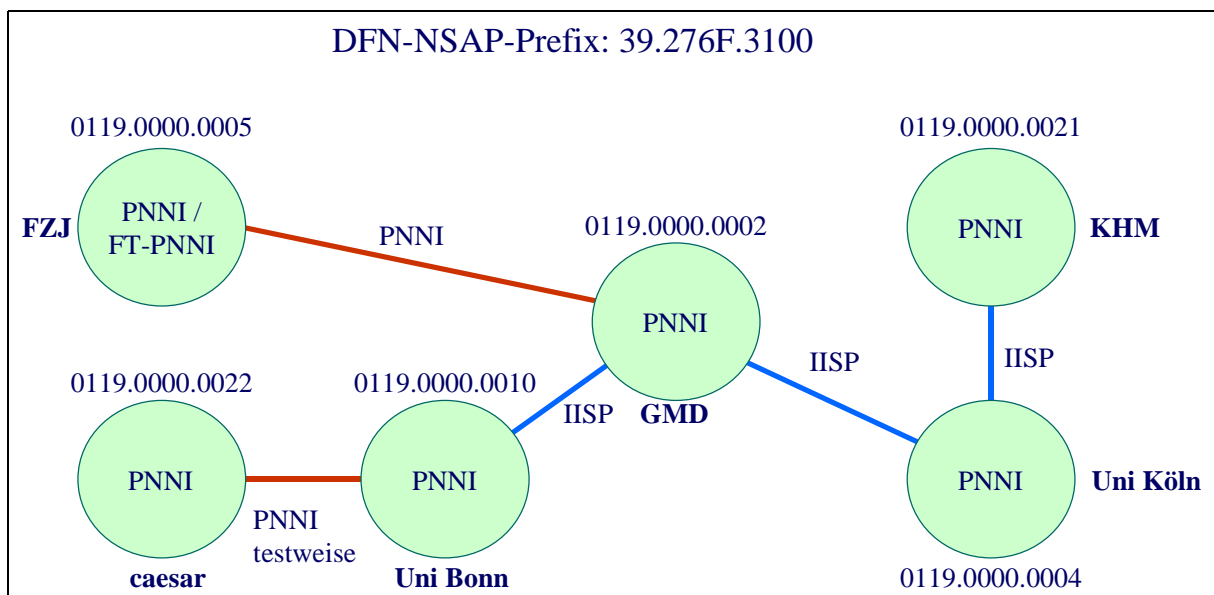 DFN-NSAP-Prefix: 39.276F.3100
0119.0000.0005
0119.0000.0021
FZJ
PNNI /
FT-PNNI
PNNI
0119.0000.0002
PNNI
KHM
PNNI
IISP
IISP
0119.0000.0022
0119.0000.0010
IISP
GMD
PNNI
PNNI
PNNI
Uni Köln
PNNI
testweise
caesar
Uni Bonn
0119.0000.0004